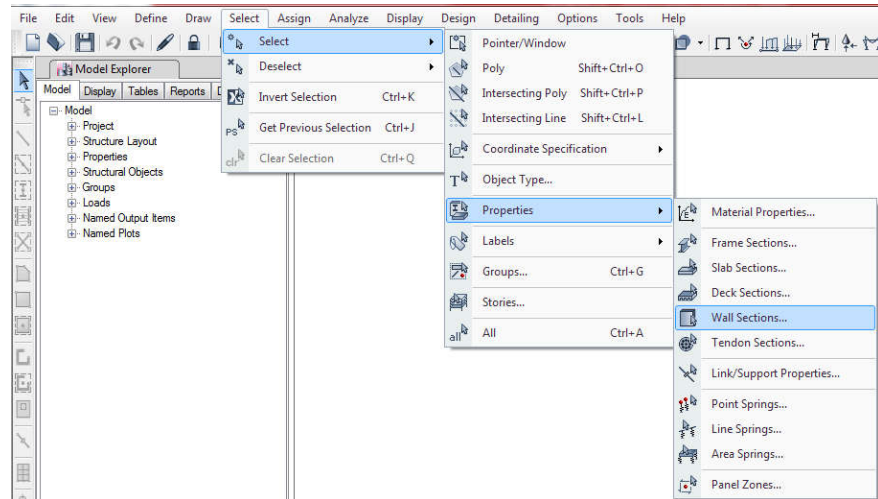 File Edit View Define Draw Select Assign Analyze Display Design Detailing Options Tools Help
Model Explorer
Model Display Tables Reports
Model
Project
Structure Layout
Properties
Structural Objects
Groups
Loads
Named Output Items
Named Plots
Select
Deselect
Invert Selection Ctrl+K
PS Get Previous Selection Ctrl+J
clr Clear Selection Ctrl+Q
Pointer/Window
Poly Shift+Ctrl+O
Intersecting Poly Shift+Ctrl+P
Intersecting Line Shift+Ctrl+L
Coordinate Specification
T Object Type...
Properties
Labels
Groups... Ctrl+G
Stories...
all All Ctrl+A
E Material Properties...
Frame Sections...
Slab Sections...
Deck Sections...
Wall Sections...
Tendon Sections...
Link/Support Properties...
Point Springs...
Line Springs...
Area Springs...
Panel Zones...